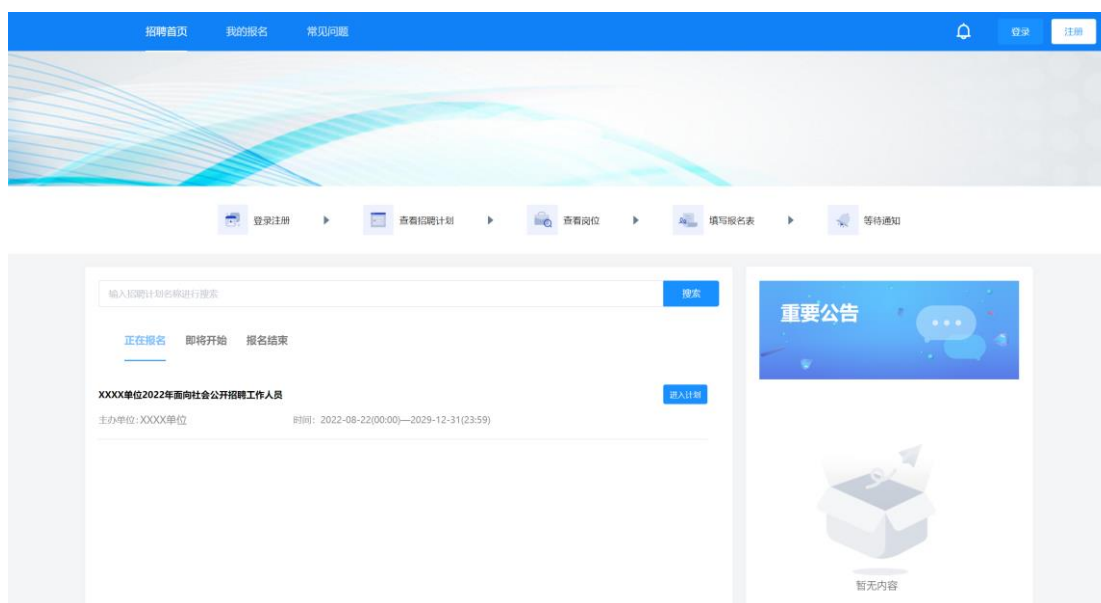 招聘首页 我的报名 常见问题 登录 注册
登录注册 查看招聘计划 查看岗位 填写报名表 等待通知
输入招聘计划名称进行搜索 搜索
重要公告
正在报名 即将开始 报名结束
XXXX单位2022年面向社会公开招聘工作人员 进入计划
主办单位:XXXX单位 时间: 2022-08-22(00:00)—2029-12-31(23:59)
暂无内容